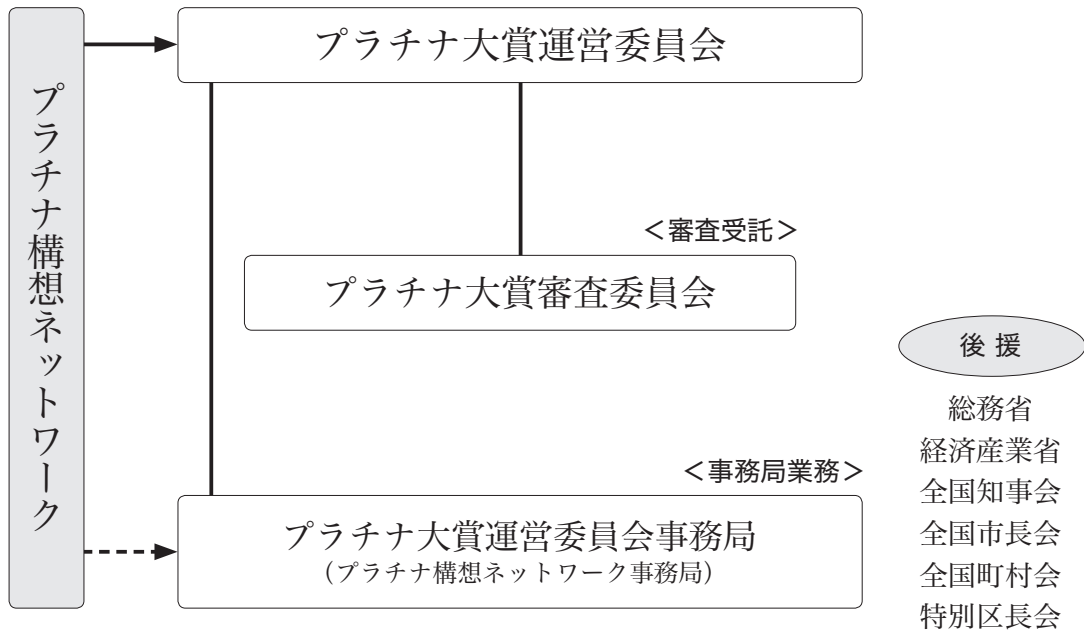 プラチナ構想ネットワーク
プラチナ大賞運営委員会
＜審査受託＞
プラチナ大賞審査委員会
＜事務局業務＞
プラチナ大賞運営委員会事務局
（プラチナ構想ネットワーク事務局）
後 援
総務省
経済産業省
全国知事会
全国市長会
全国町村会
特別区長会